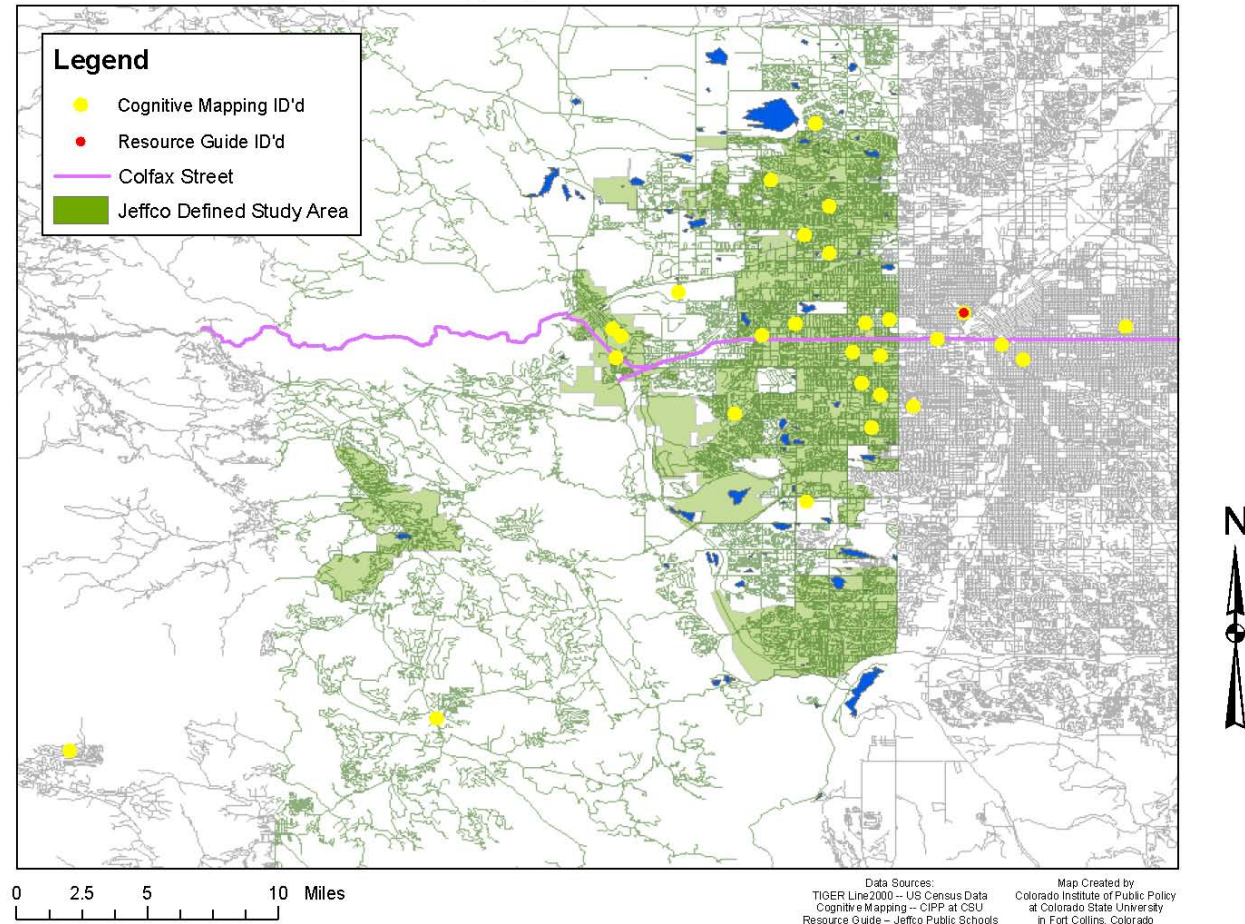 Legend
Cognitive Mapping ID'd
Resource Guide ID'd
Colfax Street
Jeffco Defined Study Area
N
0 2.5 5 10 Miles
Data Sources:
TIGER Line2000 -- US Census Data
Cognitive Mapping -- CIPP at CSU
Resource Guide – Jeffco Public Schools
Map Created by
Colorado Institute of Public Policy
at Colorado State University
in Fort Collins, Colorado